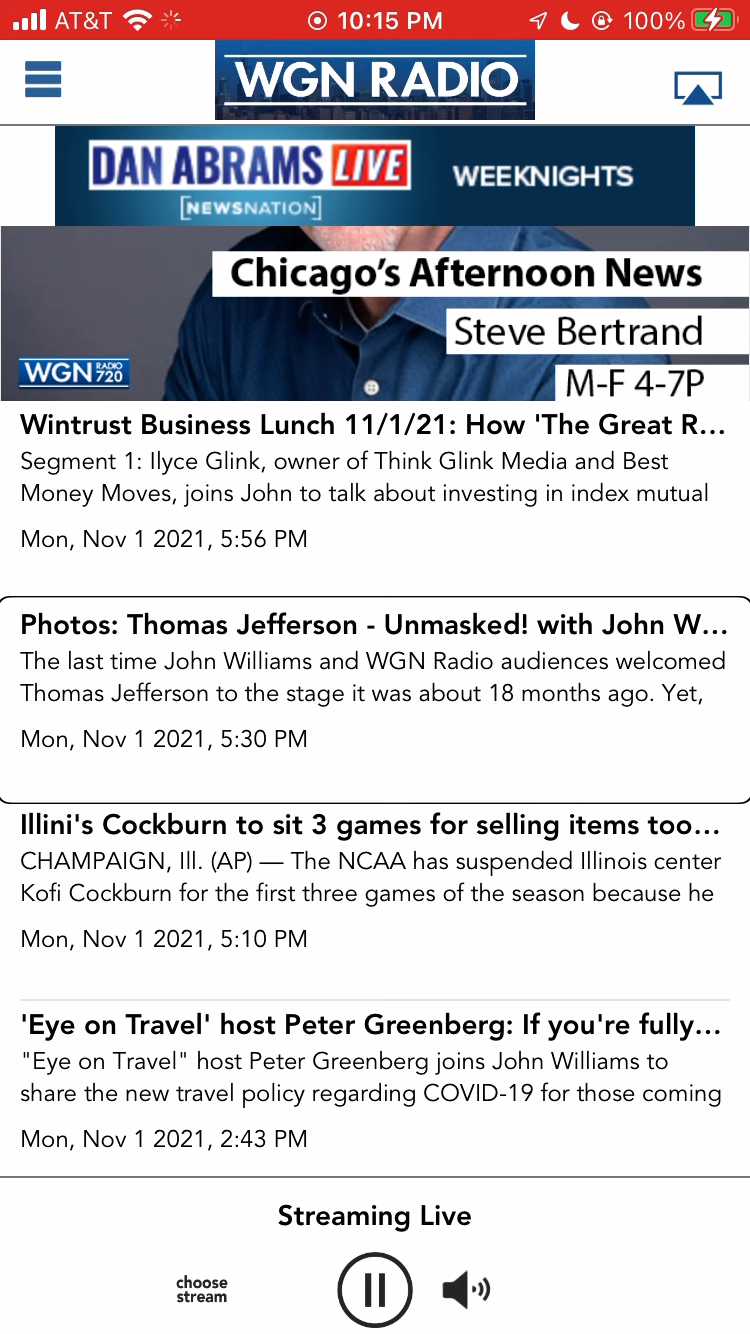 AT&T 10:15 PM 100%
WGN RADIO
DAN ABRAMS LIVE WEEKNIGHTS
[NEWSNATION]
Chicago's Afternoon News
Steve Bertrand
WGN RADIO 720 M-F 4-7P
Wintrust Business Lunch 11/1/21: How 'The Great R...
Segment 1: Ilyce Glink, owner of Think Glink Media and Best
Money Moves, joins John to talk about investing in index mutual
Mon, Nov 1 2021, 5:56 PM
Photos: Thomas Jefferson - Unmasked! with John W...
The last time John Williams and WGN Radio audiences welcomed
Thomas Jefferson to the stage it was about 18 months ago. Yet,
Mon, Nov 1 2021, 5:30 PM
Illini's Cockburn to sit 3 games for selling items too...
CHAMPAIGN, Ill. (AP) — The NCAA has suspended Illinois center
Kofi Cockburn for the first three games of the season because he
Mon, Nov 1 2021, 5:10 PM
'Eye on Travel' host Peter Greenberg: If you're fully...
"Eye on Travel" host Peter Greenberg joins John Williams to
share the new travel policy regarding COVID-19 for those coming
Mon, Nov 1 2021, 2:43 PM
Streaming Live
choose
stream